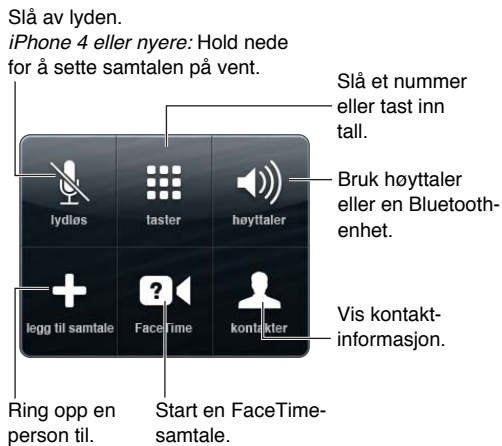 Slå av lyden.
iPhone 4 eller nyere: Hold nede
for å sette samtalen på vent.
Slå et nummer
eller tast inn
tall.
Bruk høyttaler
eller en Bluetooth-
enhet.
lydløs
taster
høyttaler
legg til samtale
FaceTime
kontakter
Vis kontakt-
informasjon.
Ring opp en
person til.
Start en FaceTime-
samtale.